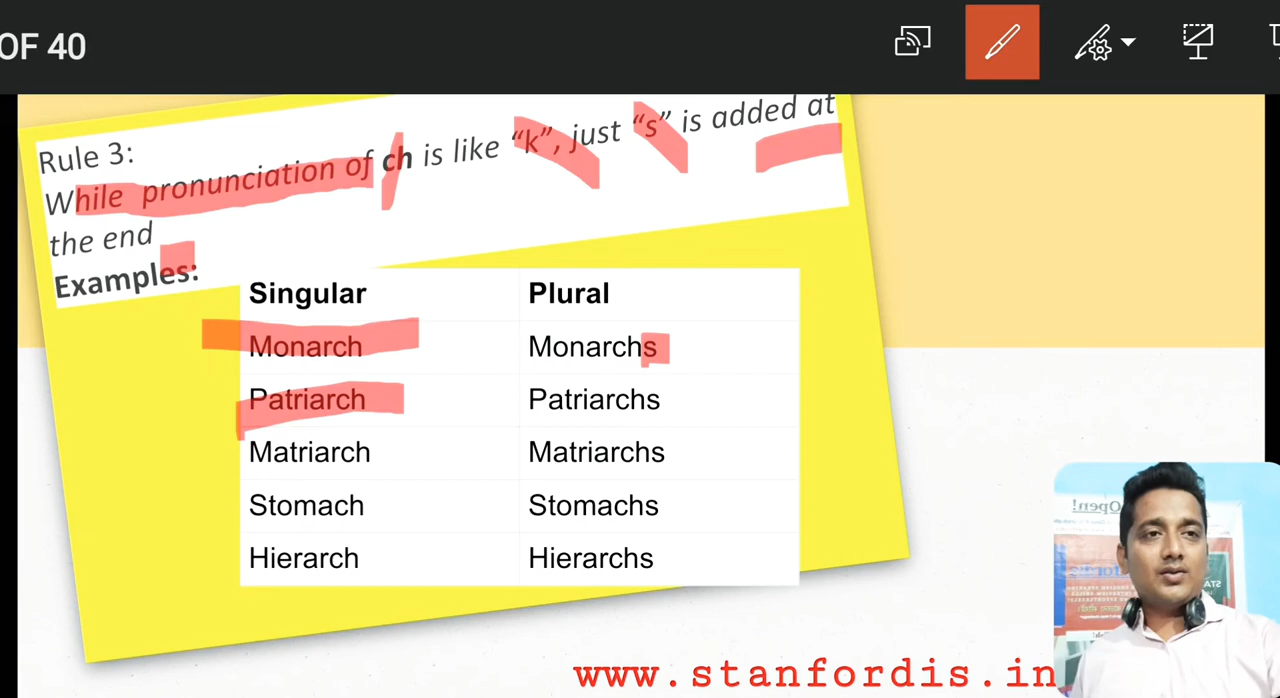 OF 40
Rule 3:
While pronunciation of ch is like “k”, just “s” is added at
the end
Examples:
Singular Plural
Monarch Monarchs
Patriarch Patriarchs
Matriarch Matriarchs
Stomach Stomachs
Hierarch Hierarchs
Open!
www.stanfordis.in